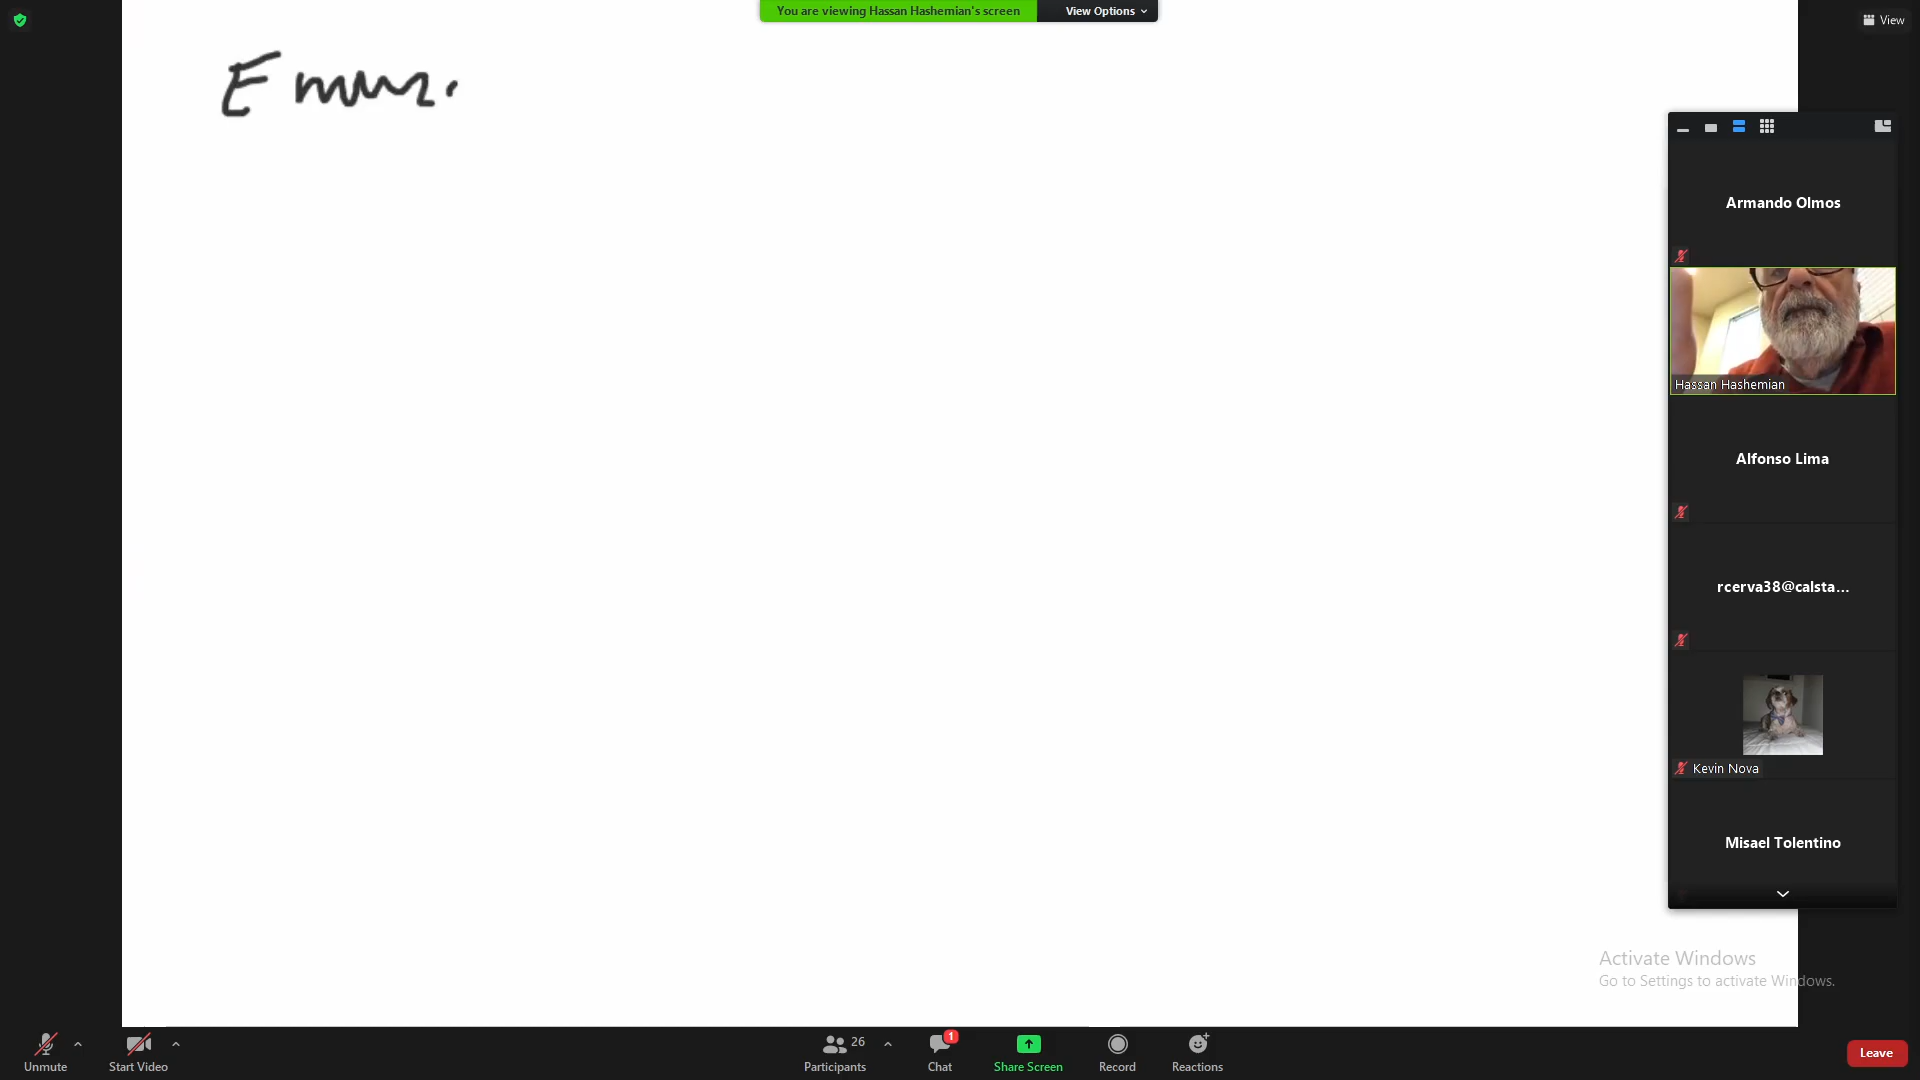 You are viewing Hassan Hashemian's screen
View Options
View
Armando Olmos
Hassan Hashemian
Alfonso Lima
rcerva38@calsta...
Kevin Nova
Misael Tolentino
Activate Windows
Go to Settings to activate Windows.
Unmute
Start Video
26
Participants
1
Chat
Share Screen
Record
Reactions
Leave